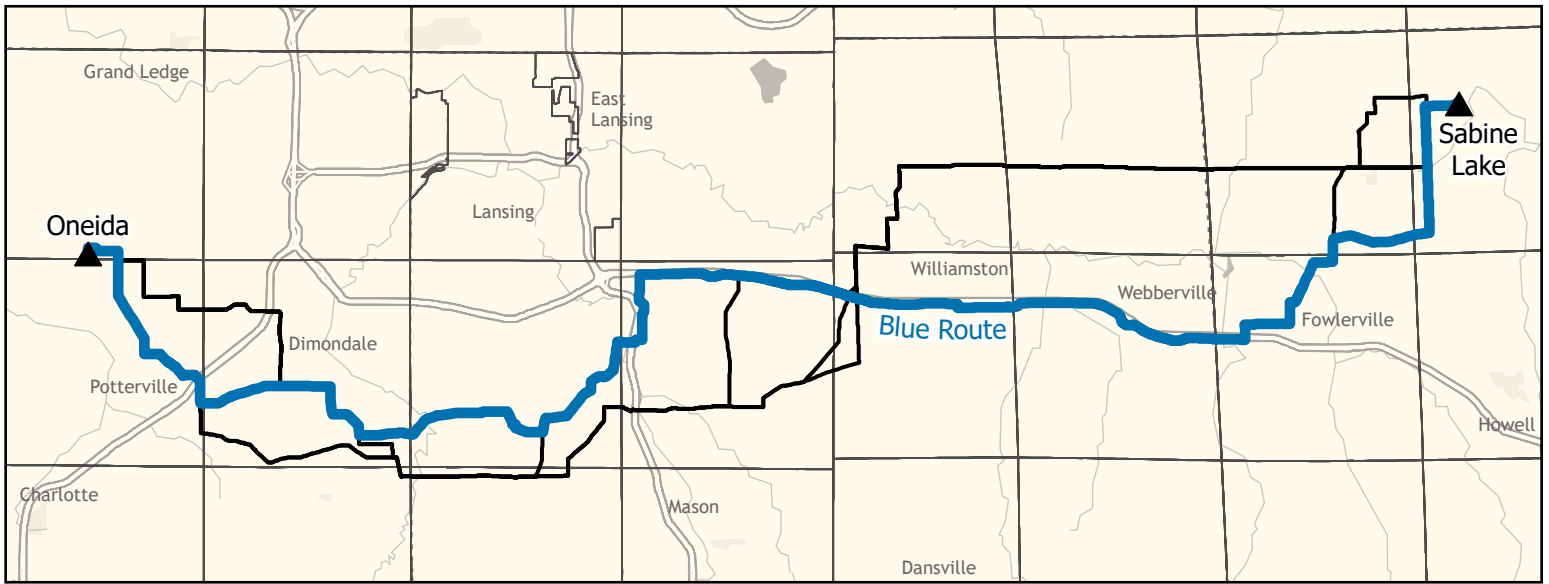 Grand Ledge
East
Lansing
Sabine
Lake
Lansing
Oneida
Williamston
Webberville
Blue Route
Fowlerville
Dimondale
Potterville
Howell
Charlotte
Mason
Dansville